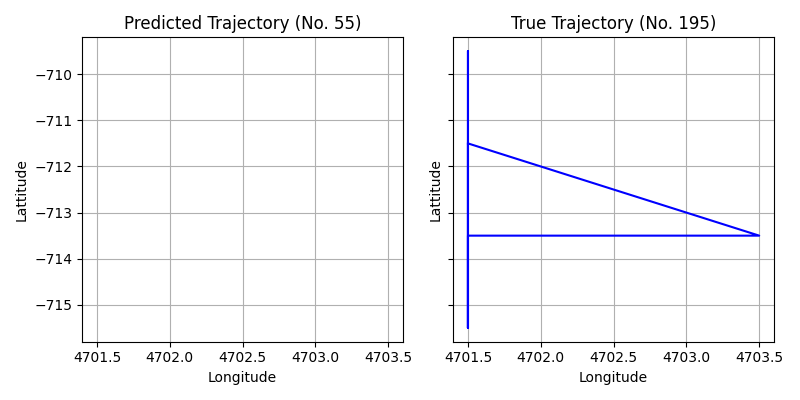 Predicted Trajectory (No. 55)
True Trajectory (No. 195)
Lattitude
−710
−711
−712
−713
−714
−715
4701.5 4702.0 4702.5 4703.0 4703.5
Longitude
Lattitude
4701.5 4702.0 4702.5 4703.0 4703.5
Longitude